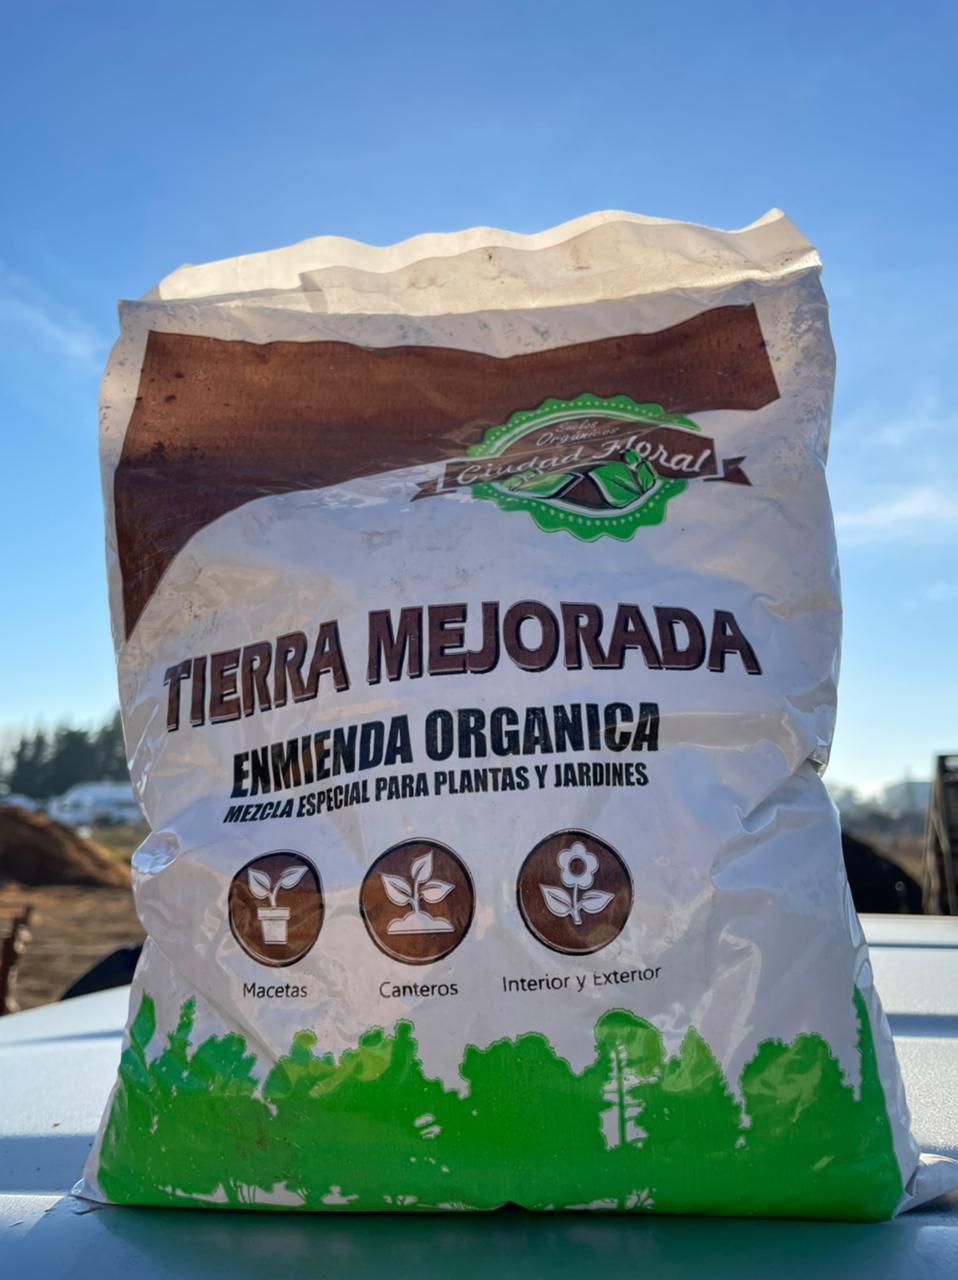 Suelos
Orgánicos
Ciudad Floral
TIERRA MEJORADA
ENMIENDA ORGANICA
MEZCLA ESPECIAL PARA PLANTAS Y JARDINES
Macetas
Canteros
Interior y Exterior